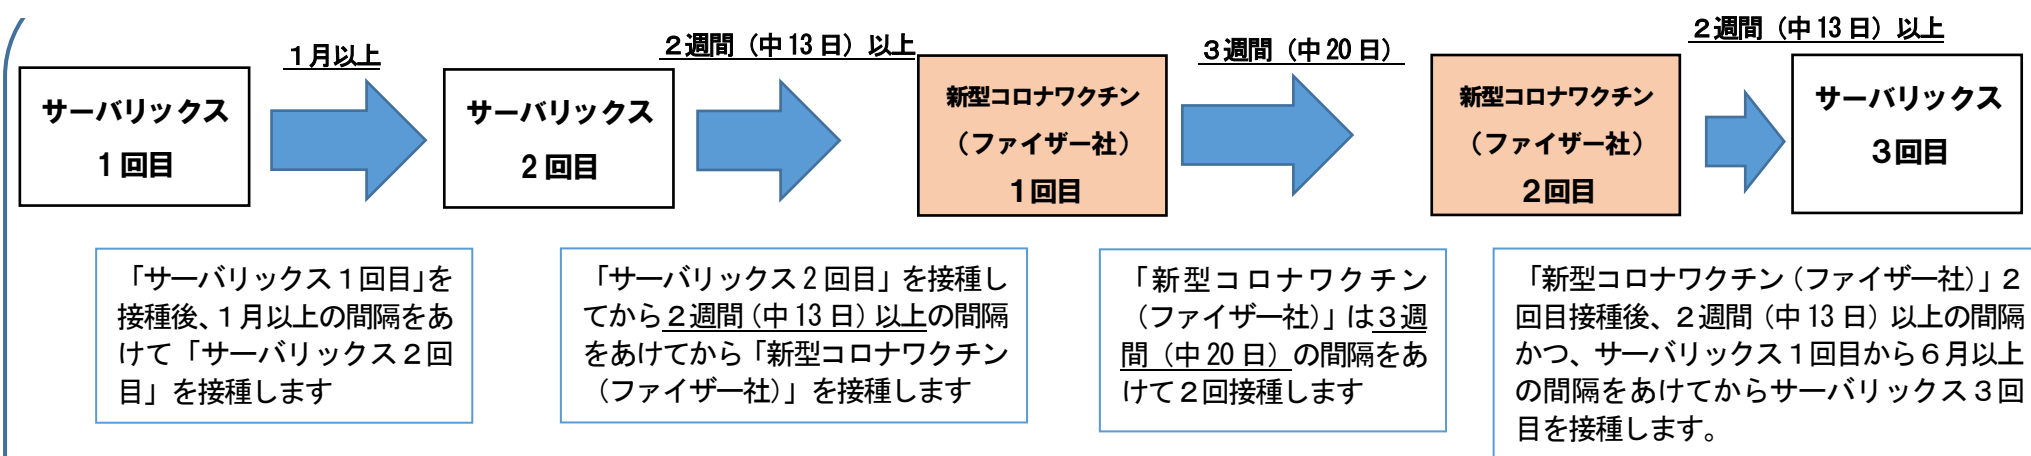 1月以上
2週間（中13日）以上
3週間（中20日）
2週間（中13日）以上
サーバリックス
1回目
サーバリックス
2回目
新型コロナワクチン
（ファイザー社）
1回目
新型コロナワクチン
（ファイザー社）
2回目
サーバリックス
3回目
「サーバリックス1回目」を
接種後、1月以上の間隔をあ
けて「サーバリックス2回
目」を接種します
「サーバリックス2回目」を接種し
てから2週間（中13日）以上の間隔
をあけてから「新型コロナワクチン
（ファイザー社）」を接種します
「新型コロナワクチン
（ファイザー社）」は3週
間（中20日）の間隔をあ
けて2回接種します
「新型コロナワクチン（ファイザー社）」2
回目接種後、2週間（中13日）以上の間隔
かつ、サーバリックス1回目から6月以上
の間隔をあけてからサーバリックス3回
目を接種します。